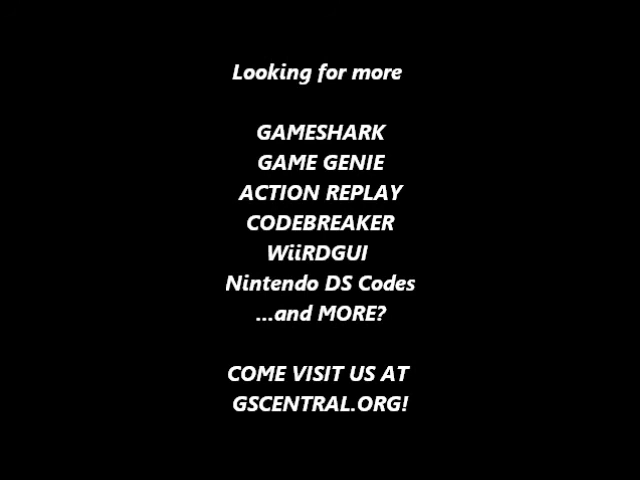 Looking for more
GAMESHARK
GAME GENIE
ACTION REPLAY
CODEBREAKER
WiiRDGUI
Nintendo DS Codes
...and MORE?
COME VISIT US AT
GSCENTRAL.ORG!